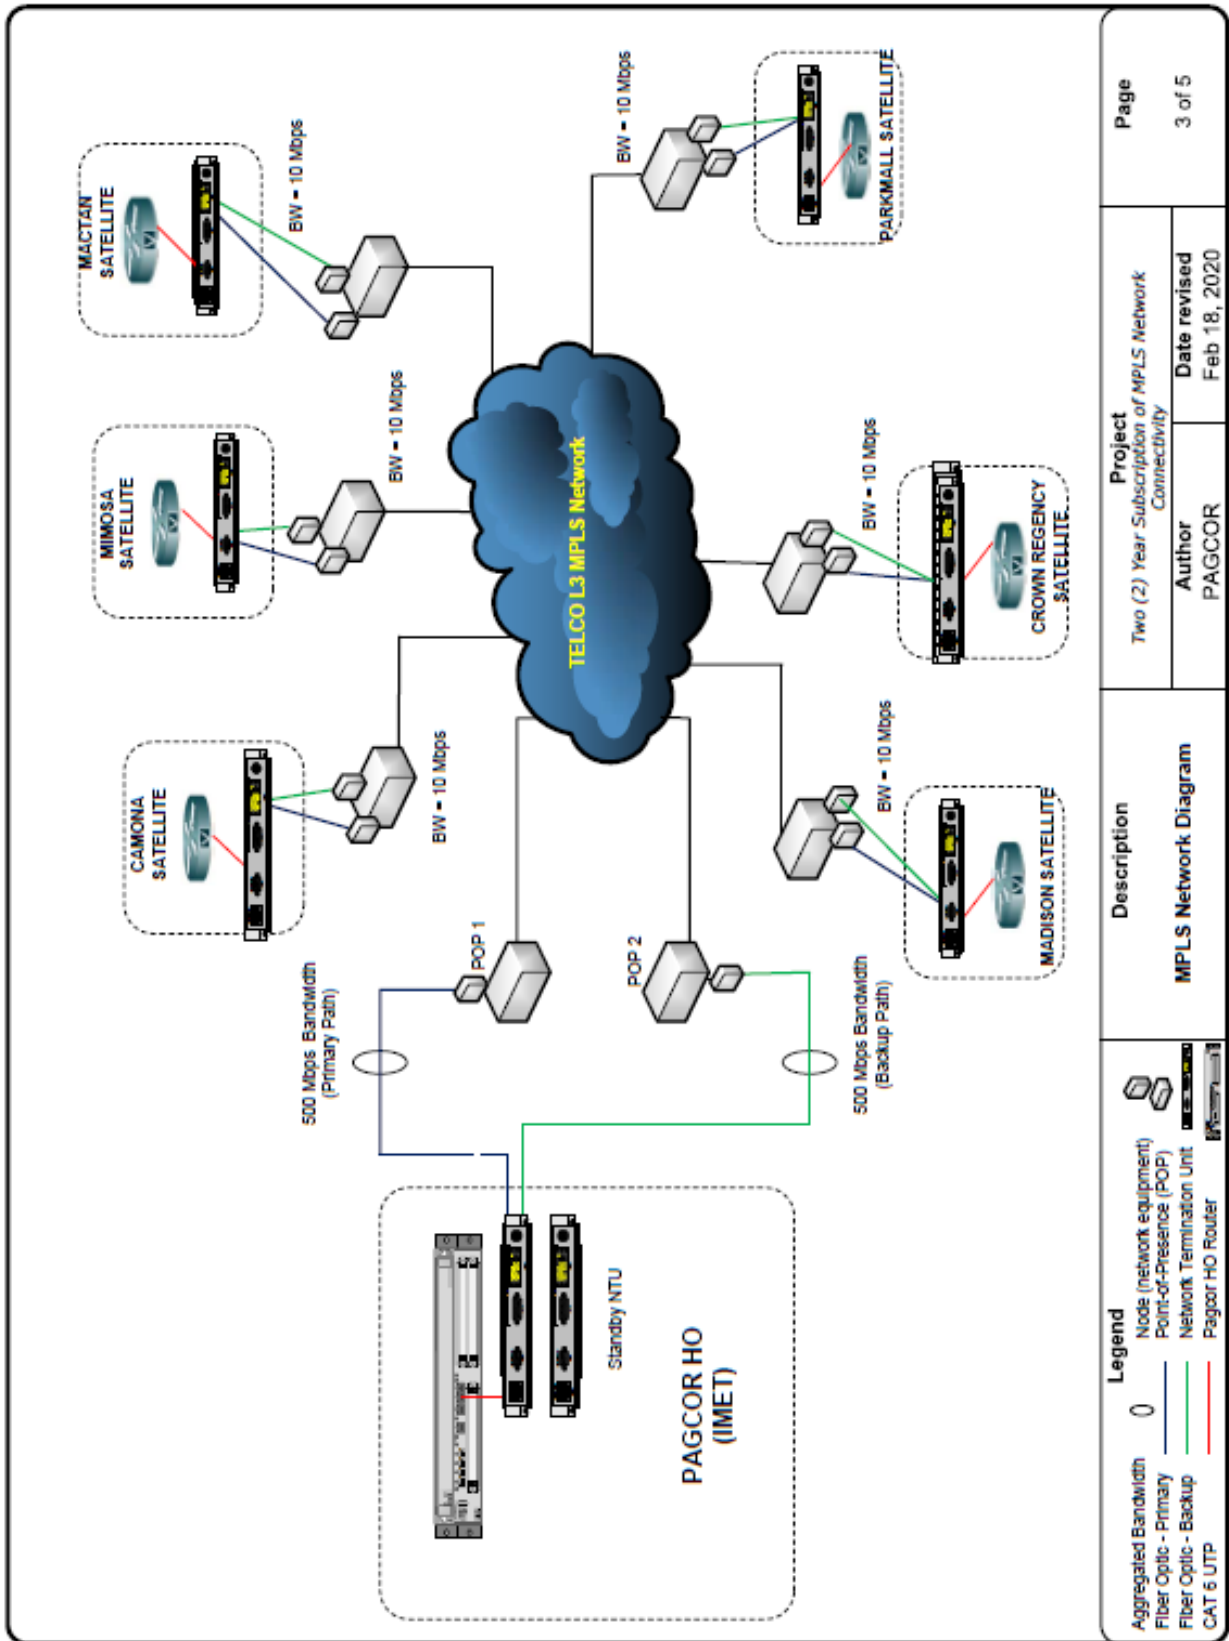 CAMONA
SATELLITE
MIMOSA
SATELLITE
MACTAN
SATELLITE
BW - 10 Mbps
BW - 10 Mbps
BW - 10 Mbps
500 Mbps Bandwidth
(Primary Path)
POP 1
TELCO L3 MPLS Network
POP 2
BW - 10 Mbps
500 Mbps Bandwidth
(Backup Path)
BW - 10 Mbps
BW - 10 Mbps
Standby NTU
PAGCOR HO
(IMET)
MADISON SATELLITE
CROWN REGENCY
SATELLITE
PARKMALL SATELLITE
Legend
Aggregated Bandwidth
Fiber Optic - Primary
Fiber Optic - Backup
CAT 6 UTP
Node (network equipment)
Point-of-Presence (POP)
Network Termination Unit
Pagcor HO Router
Description
MPLS Network Diagram
Project
Two (2) Year Subscription of MPLS Network
Connectivity
Author
PAGCOR
Date revised
Feb 18, 2020
Page
3 of 5